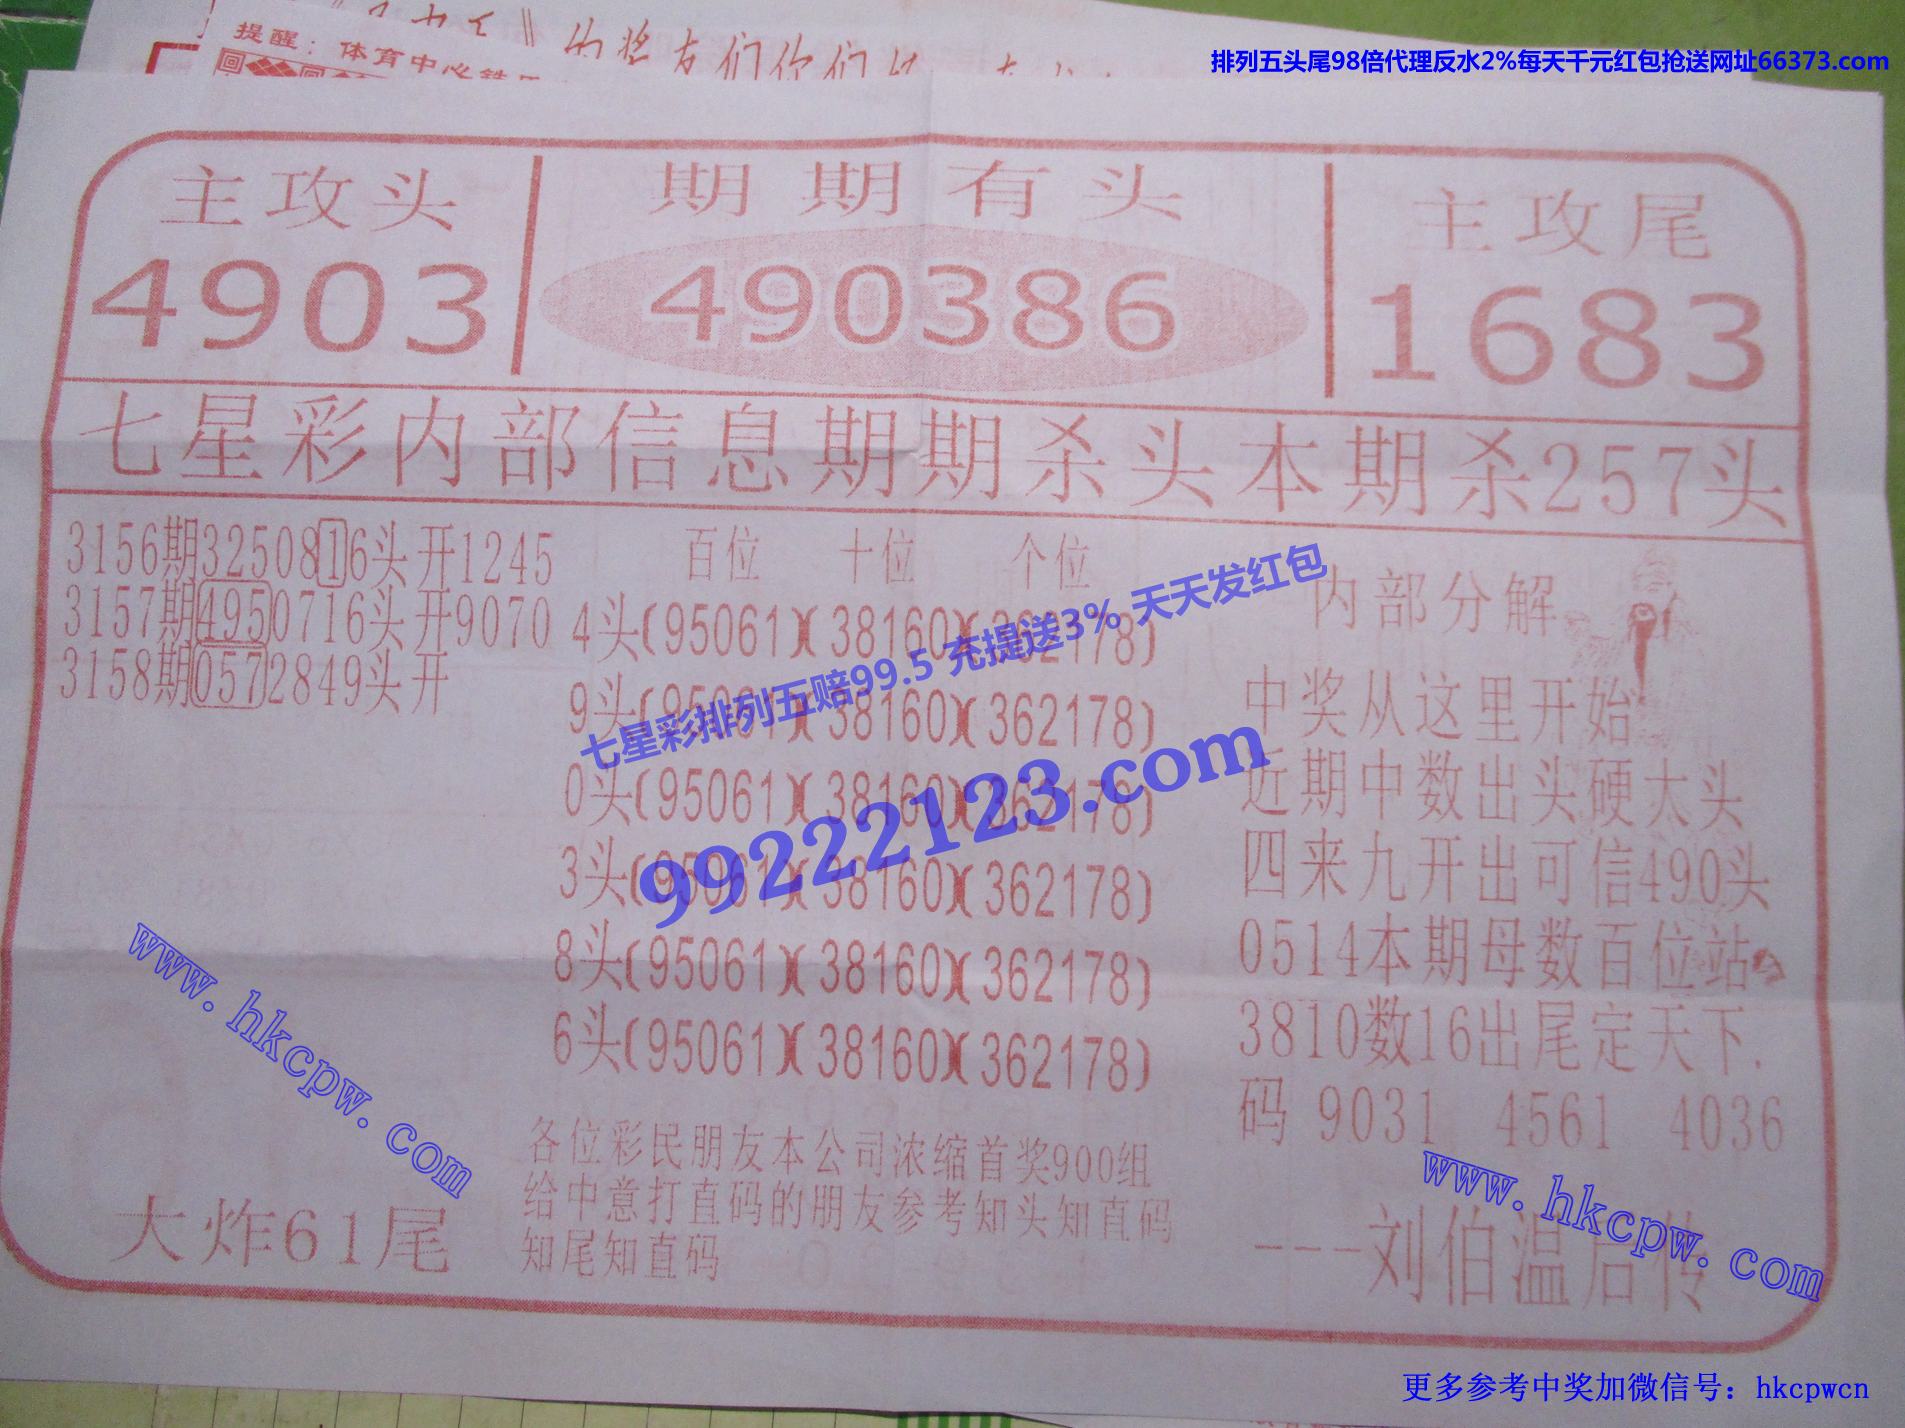 排列五头尾98倍代理反水2%每天千元红包抢送网址66373.com
提醒：体育中心
主攻头
4903
期期有头
490386
主攻尾
1683
七星彩内部信息期期杀头本期杀257头
3156期3250816头开1245
3157期4950716头开9070
3158期0572849头开
百位 十位 个位
4头(95061)(38160)(362178)
9头(95061)(38160)(362178)
0头(95061)(38160)(362178)
3头(95061)(38160)(362178)
8头(95061)(38160)(362178)
6头(95061)(38160)(362178)
七星彩排列五赔99.5 充提送3% 天天发红包
99222123.com
内部分解
中奖从这里开始
近期中数出头硬太头
四来九开出可信490头
0514本期母数百位站
3810数16出尾定天下.
码 9031 4561 4036
---刘伯温后传
www.hkcpw.com
www.hkcpw.com
大炸61尾
各位彩民朋友本公司浓缩首奖900组
给中意打直码的朋友参考知头知直码
知尾知直码
更多参考中奖加微信号：hkcpwcn